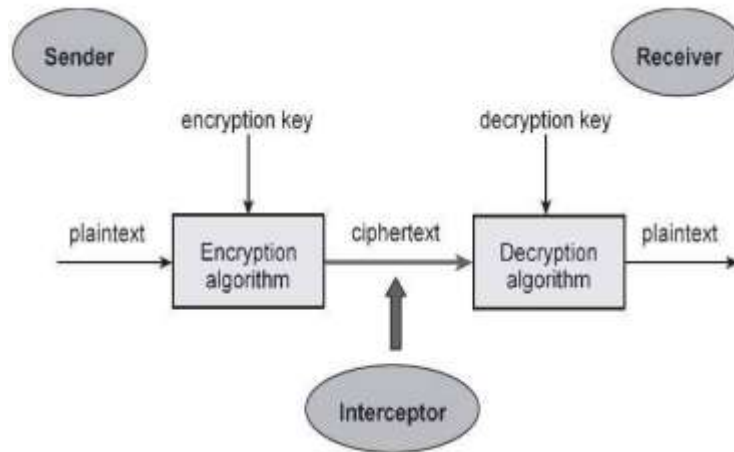 Sender
Receiver
encryption key
decryption key
plaintext
Encryption
algorithm
ciphertext
Decryption
algorithm
plaintext
Interceptor